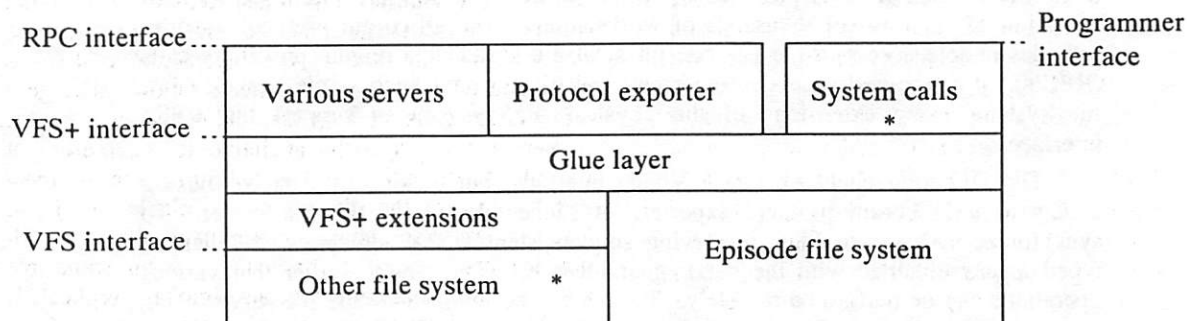 RPC interface...
Programmer
interface
Various servers
Protocol exporter
System calls
*
VFS+ interface ...
Glue layer
VFS+ extensions
VFS interface...
Episode file system
Other file system *